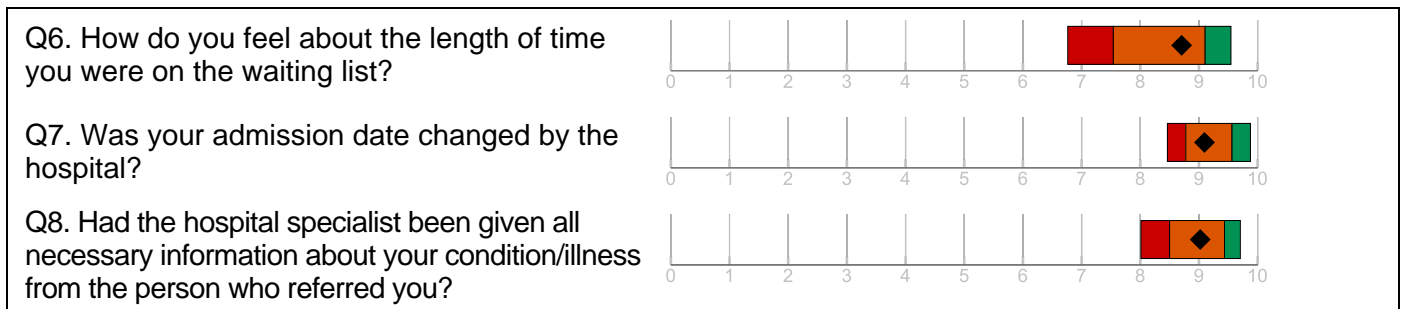 Q6. How do you feel about the length of time
you were on the waiting list?
0 1 2 3 4 5 6 7 8 9 10
Q7. Was your admission date changed by the
hospital?
0 1 2 3 4 5 6 7 8 9 10
Q8. Had the hospital specialist been given all
necessary information about your condition/illness
from the person who referred you?
0 1 2 3 4 5 6 7 8 9 10